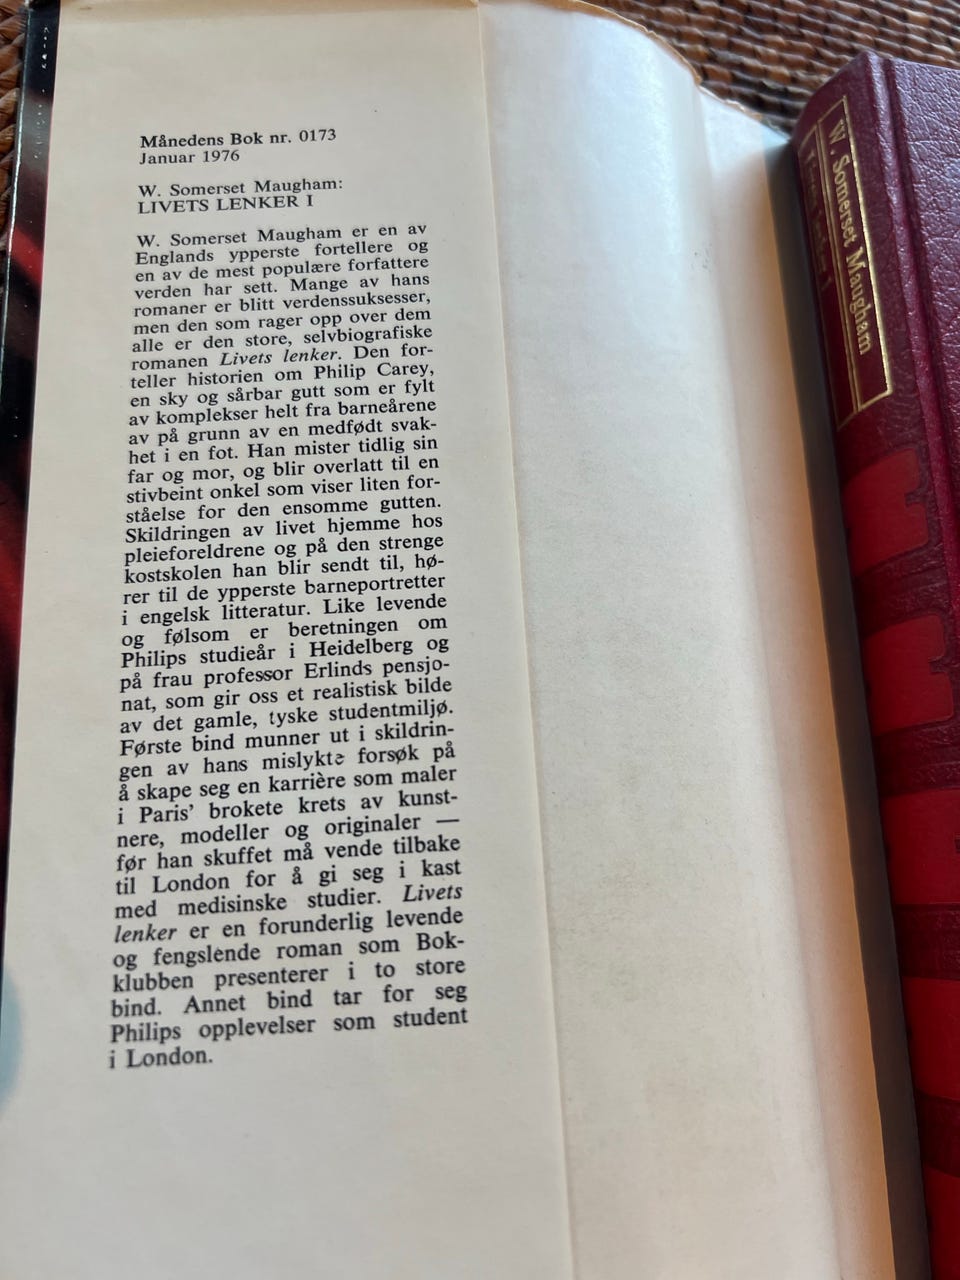 Månedens Bok nr. 0173
Januar 1976
W. Somerset Maugham:
LIVETS LENKER I
W. Somerset Maugham er en av
Englands ypperste fortellere og
en av de mest populære forfattere
verden har sett. Mange av hans
romaner er blitt verdenssuksesser,
men den som rager opp over dem
alle er den store, selvbiografiske
romanen Livets lenker. Den for-
teller historien om Philip Carey,
en sky og sårbar gutt som er fylt
av komplekser helt fra barneårene
av på grunn av en medfødt svak-
het i en fot. Han mister tidlig sin
far og mor, og blir overlatt til en
stivbeint onkel som viser liten for-
ståelse for den ensomme gutten.
Skildringen av livet hjemme hos
pleieforeldrene og på den strenge
kostskolen han blir sendt til, hø-
rer til de ypperste barneportretter
i engelsk litteratur. Like levende
og følsom er beretningen om
Philips studieår i Heidelberg og
på frau professor Erlinds pensjo-
nat, som gir oss et realistisk bilde
av det gamle, tyske studentmiljø.
Første bind munner ut i skildrin-
gen av hans mislykte forsøk på
å skape seg en karrière som maler
i Paris' brokete krets av kunst-
nere, modeller og originaler —
før han skuffet må vende tilbake
til London for å gi seg i kast
med medisinske studier. Livets
lenker er en forunderlig levende
og fengslende roman som Bok-
klubben presenterer i to store
bind. Annet bind tar for seg
Philips opplevelser som student
i London.
W. Somerset Maugham